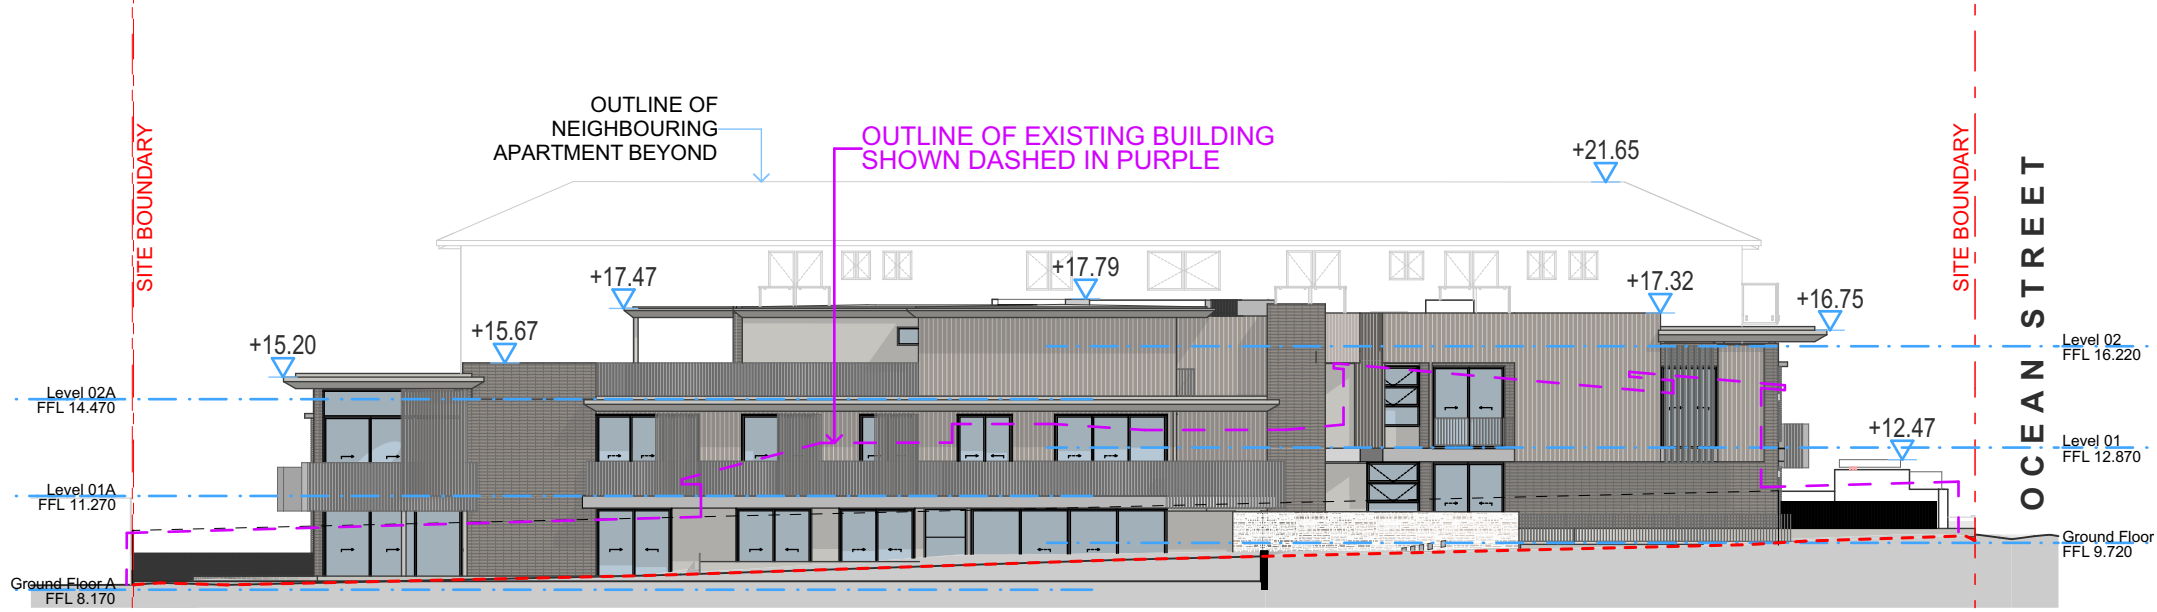 OUTLINE OF
NEIGHBOURING
APARTMENT BEYOND
OUTLINE OF EXISTING BUILDING
SHOWN DASHED IN PURPLE
SITE BOUNDARY
SITE BOUNDARY
OCEAN STREET
+21.65
+17.47
+17.79
+17.32
+16.75
+15.20
+15.67
+12.47
Level 02A
FFL 14.470
Level 01A
FFL 11.270
Ground Floor A
FFL 8.170
Level 02
FFL 16.220
Level 01
FFL 12.870
Ground Floor
FFL 9.720